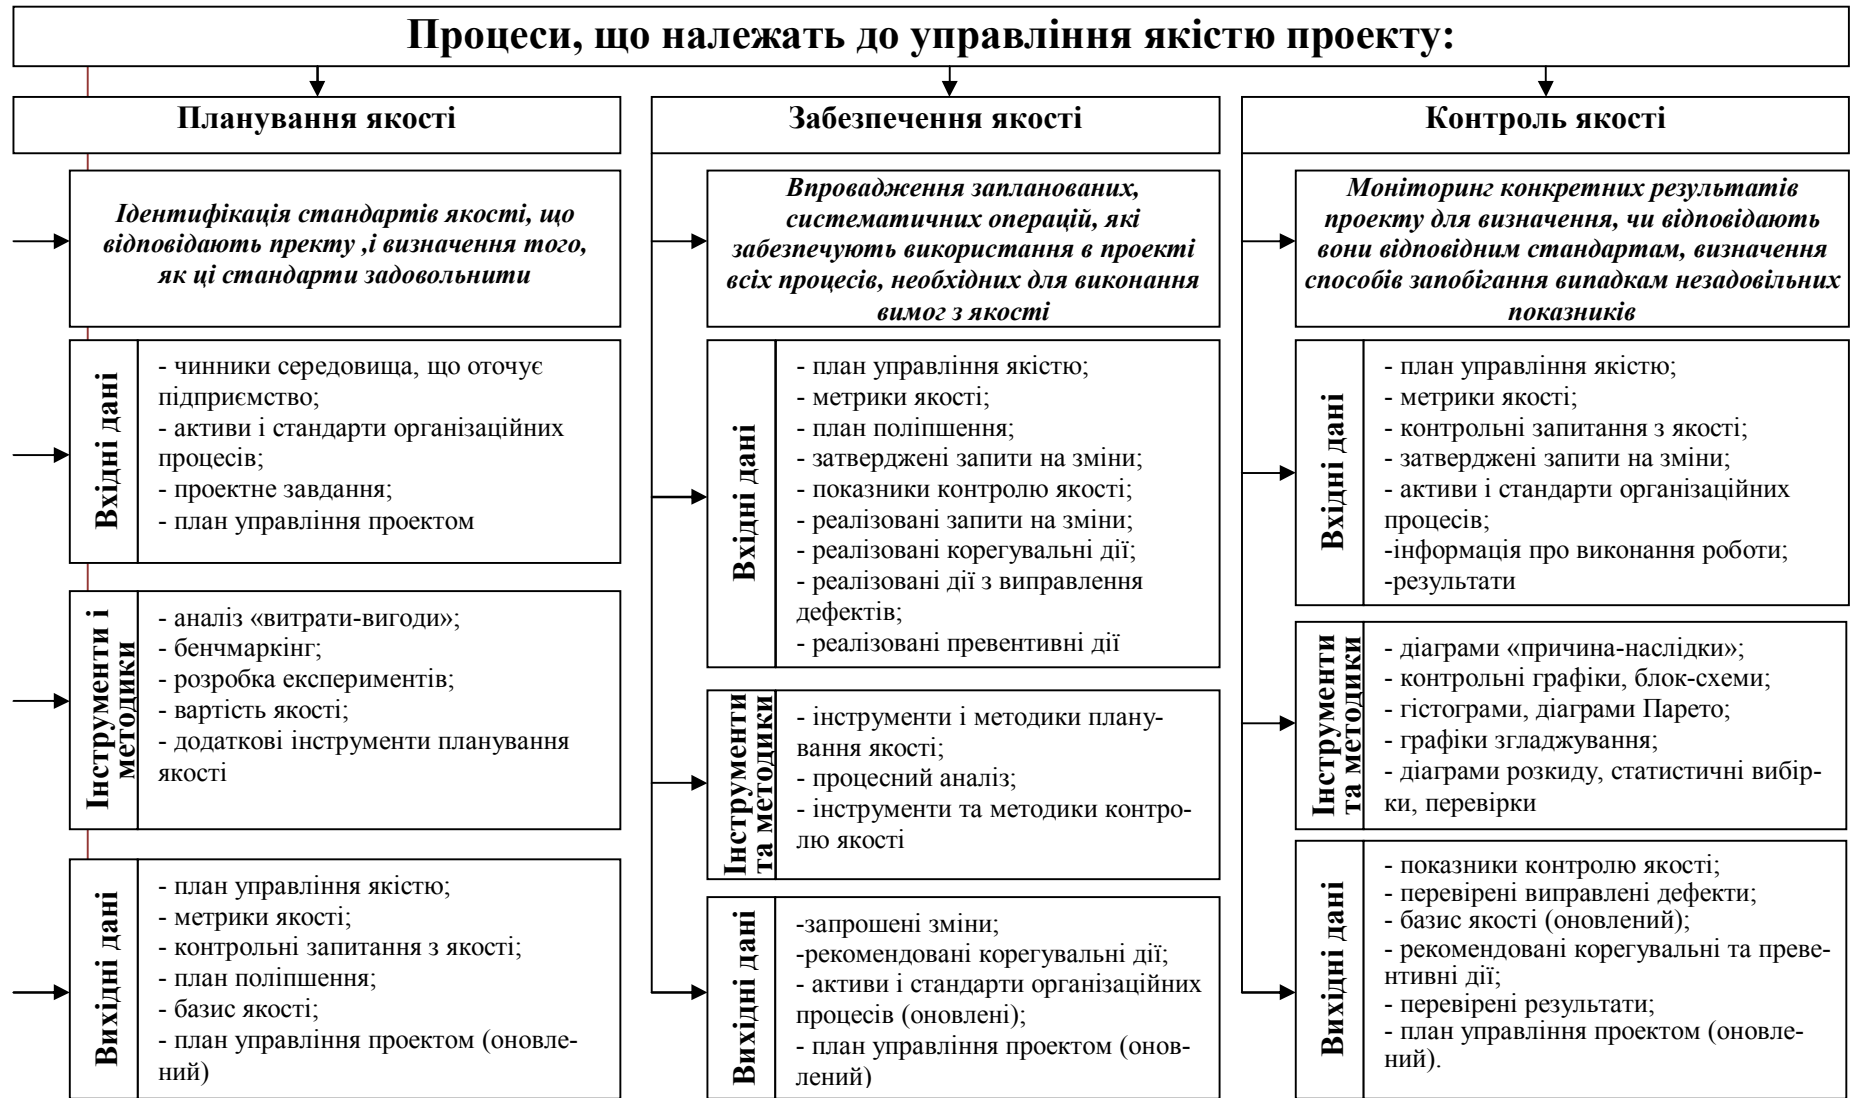 Процеси, що належать до управління якістю проекту:
Планування якості
Ідентифікація стандартів якості, що
відповідають пректу ,і визначення того,
як ці стандарти задовольнити
Вхідні дані
- чинники середовища, що оточує
підприємство;
- активи і стандарти організаційних
процесів;
- проектне завдання;
- план управління проектом
Інструменти і
методики
- аналіз «витрати-вигоди»;
- бенчмаркінг;
- розробка експериментів;
- вартість якості;
- додаткові інструменти планування
якості
Вихідні дані
- план управління якістю;
- метрики якості;
- контрольні запитання з якості;
- план поліпшення;
- базис якості;
- план управління проектом (оновле-
ний)
Забезпечення якості
Впровадження запланованих,
систематичних операцій, які
забезпечують використання в проекті
всіх процесів, необхідних для виконання
вимог з якості
Вхідні дані
- план управління якістю;
- метрики якості;
- план поліпшення;
- затверджені запити на зміни;
- показники контролю якості;
- реалізовані запити на зміни;
- реалізовані корегувальні дії;
- реалізовані дії з виправлення
дефектів;
- реалізовані превентивні дії
Інструменти
та методики
- інструменти і методики плану-
вання якості;
- процесний аналіз;
- інструменти та методики контро-
лю якості
Вихідні дані
-запрошені зміни;
-рекомендовані корегувальні дії;
- активи і стандарти організаційних
процесів (оновлені);
- план управління проектом (онов-
лений)
Контроль якості
Моніторинг конкретних результатів
проекту для визначення, чи відповідають
вони відповідним стандартам, визначення
способів запобігання випадкам незадовільних
показників
Вхідні дані
- план управління якістю;
- метрики якості;
- контрольні запитання з якості;
- затверджені запити на зміни;
- активи і стандарти організаційних
процесів;
-інформація про виконання роботи;
-результати
Інструменти
та методики
- діаграми «причина-наслідки»;
- контрольні графіки, блок-схеми;
- гістограми, діаграми Парето;
- графіки згладжування;
- діаграми розкиду, статистичні вибір-
ки, перевірки
Вихідні дані
- показники контролю якості;
- перевірені виправлені дефекти;
- базис якості (оновлений);
- рекомендовані корегувальні та преве-
нтивні дії;
- перевірені результати;
- план управління проектом (оновле-
ний).